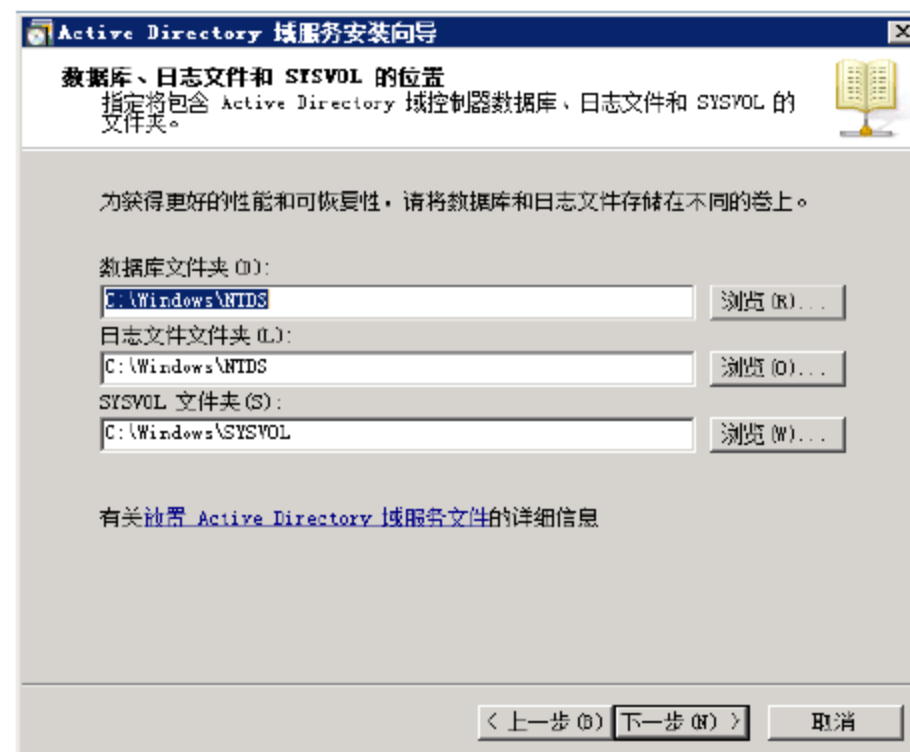 Active Directory 域服务安装向导
数据库、日志文件和 SYSVOL 的位置
指定将包含 Active Directory 域控制器数据库、日志文件和 SYSVOL 的
文件夹。
为获得更好的性能和可恢复性，请将数据库和日志文件存储在不同的卷上。
数据库文件夹(D):
C:\Windows\NTDS
浏览(R)...
日志文件文件夹(L):
C:\Windows\NTDS
浏览(O)...
SYSVOL 文件夹(S):
C:\Windows\SYSVOL
浏览(W)...
有关放置 Active Directory 域服务文件的详细信息
< 上一步(B) 下一步(N) > 取消